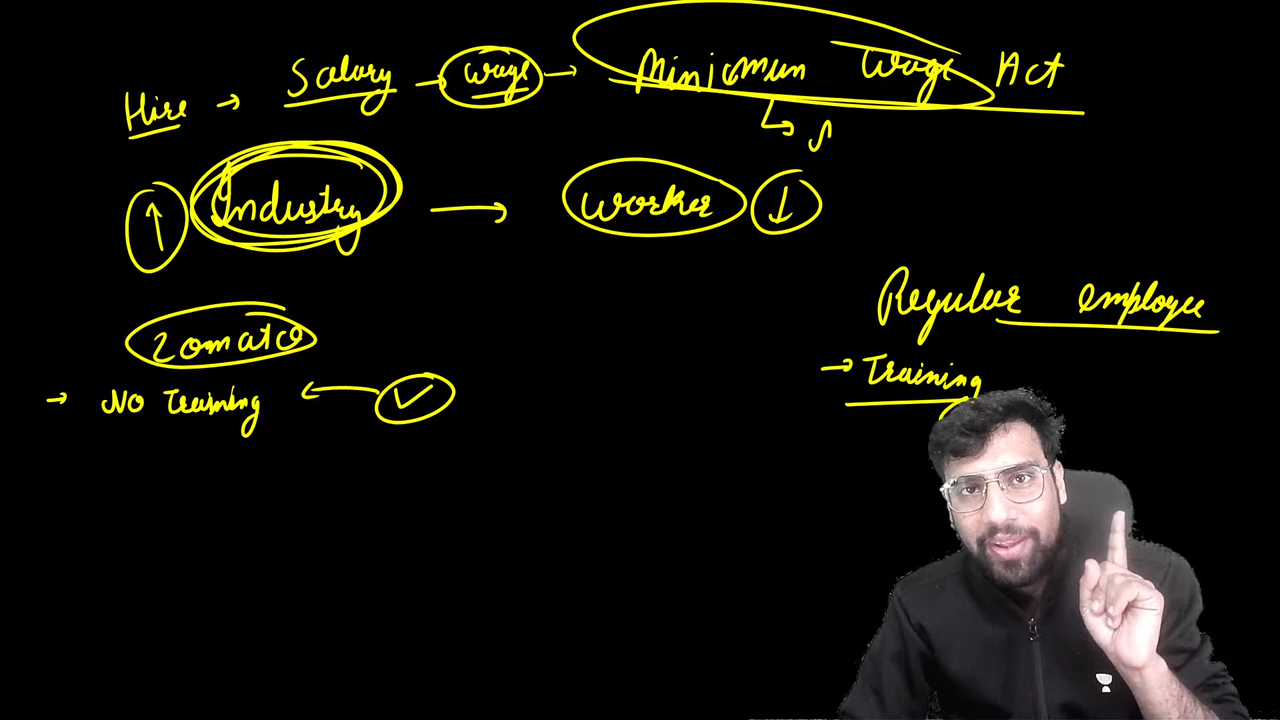 Hire → Salary → wage → Minimum Wage Act
↳ S
↑ Industry → worker ↓
Regular employee
Zomato
→ Training
→ No Training ← ✓